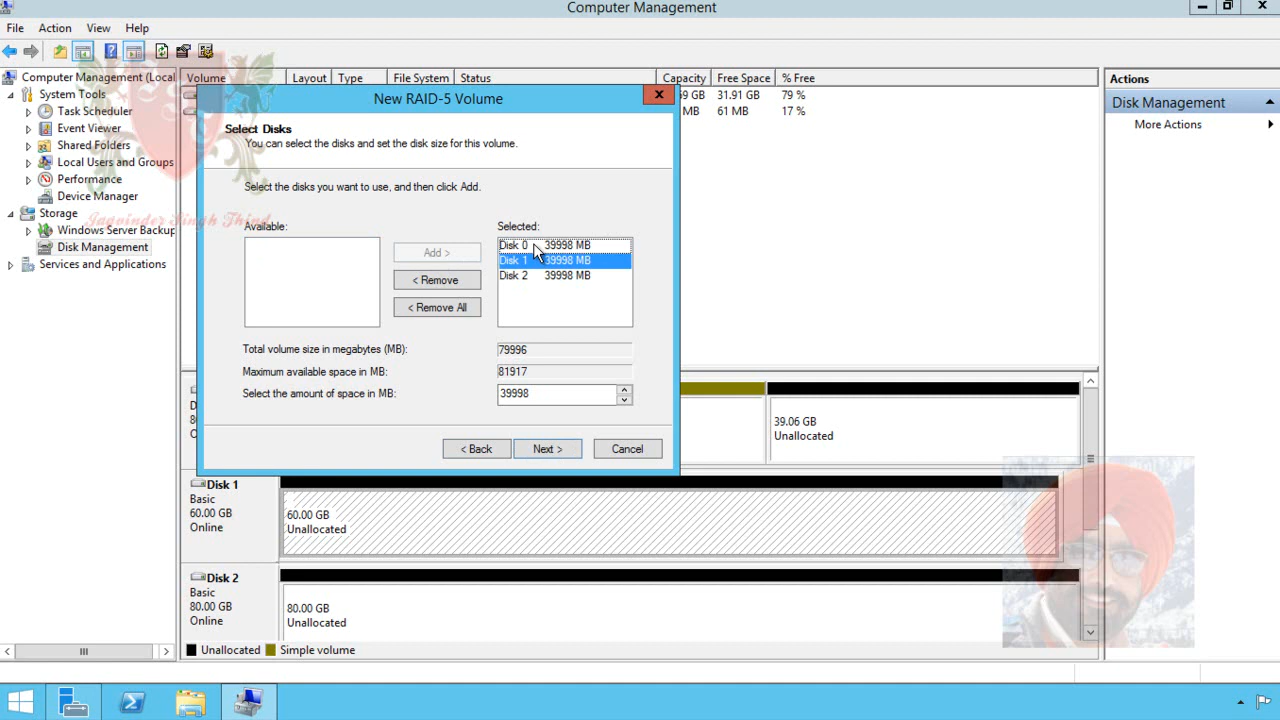 Computer Management
File Action View Help
Computer Management (Local
System Tools
Task Scheduler
Event Viewer
Shared Folders
Local Users and Groups
Performance
Device Manager
Storage
Windows Server Backup
Disk Management
Services and Applications
Volume Layout Type File System Status Capacity Free Space % Free
9 GB 31.91 GB 79 %
MB 61 MB 17 %
Actions
Disk Management
More Actions
Jagvinder Singh Thind
New RAID-5 Volume
Select Disks
You can select the disks and set the disk size for this volume.
Select the disks you want to use, and then click Add.
Available: Selected:
Add >
< Remove
< Remove All
Disk 0 39998 MB
Disk 1 39998 MB
Disk 2 39998 MB
Total volume size in megabytes (MB): 79996
Maximum available space in MB: 81917
Select the amount of space in MB: 39998
< Back Next > Cancel
39.06 GB
Unallocated
Disk 1
Basic
60.00 GB
Online
60.00 GB
Unallocated
Disk 2
Basic
80.00 GB
Online
80.00 GB
Unallocated
Unallocated Simple volume